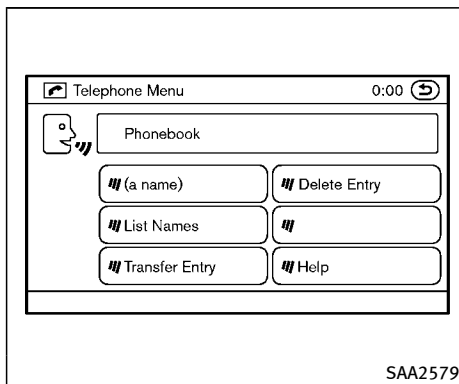 Telephone Menu 0:00
Phonebook
(a name) Delete Entry
List Names
Transfer Entry Help
SAA2579